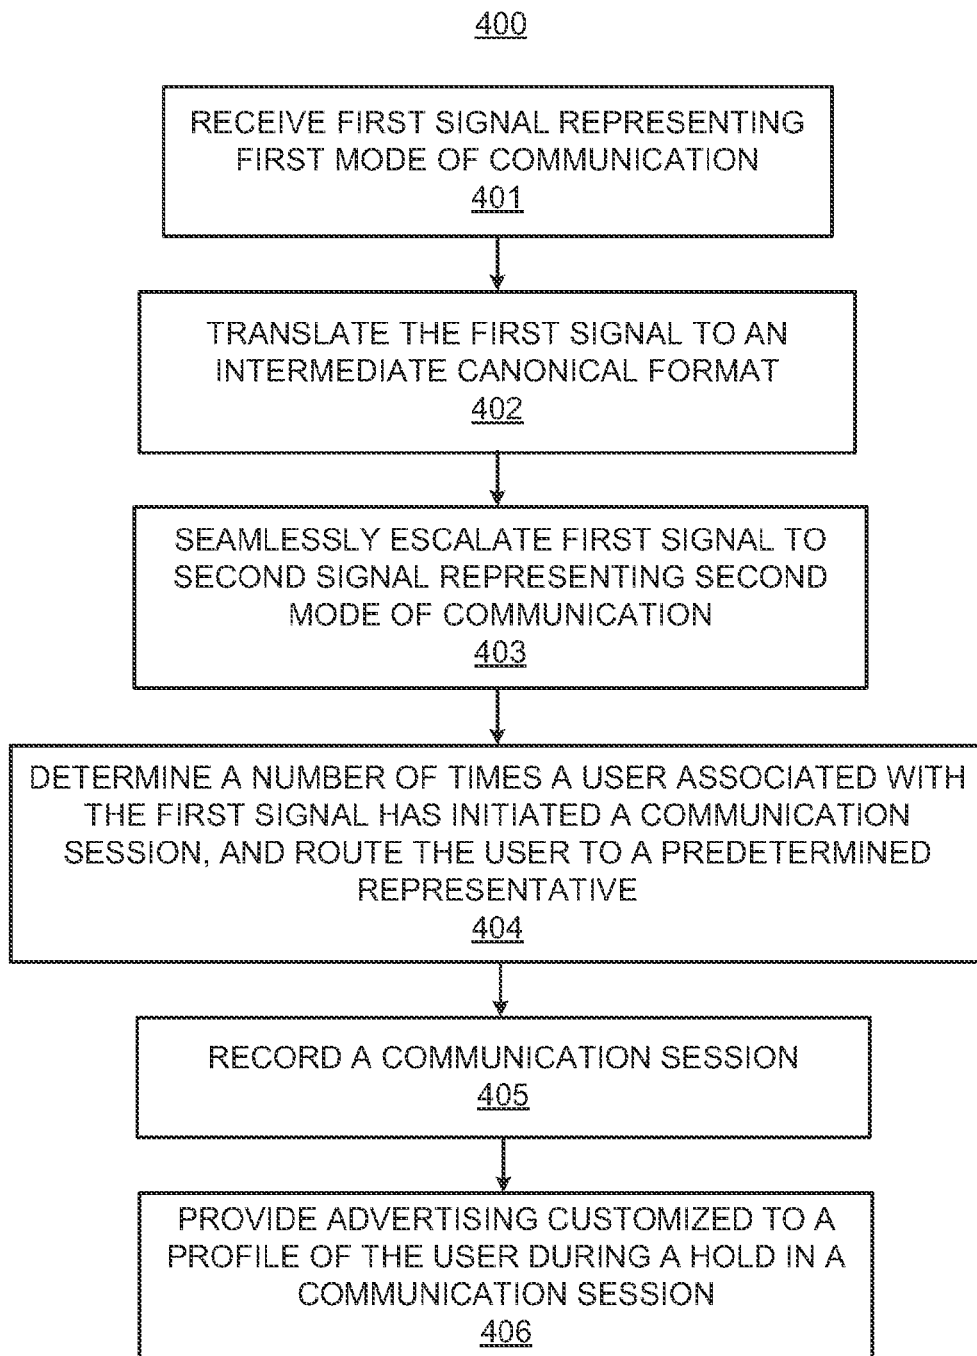 400
RECEIVE FIRST SIGNAL REPRESENTING
FIRST MODE OF COMMUNICATION
401
TRANSLATE THE FIRST SIGNAL TO AN
INTERMEDIATE CANONICAL FORMAT
402
SEAMLESSLY ESCALATE FIRST SIGNAL TO
SECOND SIGNAL REPRESENTING SECOND
MODE OF COMMUNICATION
403
DETERMINE A NUMBER OF TIMES A USER ASSOCIATED WITH
THE FIRST SIGNAL HAS INITIATED A COMMUNICATION
SESSION, AND ROUTE THE USER TO A PREDETERMINED
REPRESENTATIVE
404
RECORD A COMMUNICATION SESSION
405
PROVIDE ADVERTISING CUSTOMIZED TO A
PROFILE OF THE USER DURING A HOLD IN A
COMMUNICATION SESSION
406